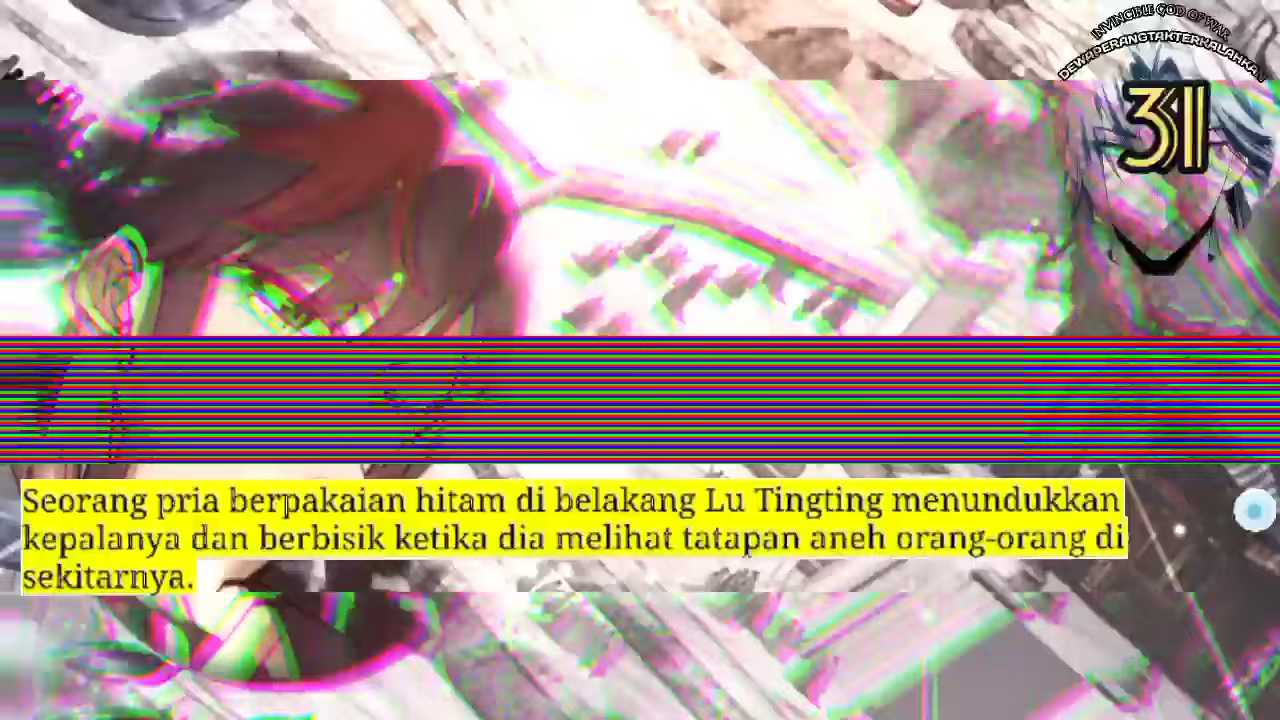 INVINCIBLE GOD OF WAR
DEWAPERANGTAKTERKALAHKAN
31
Seorang pria berpakaian hitam di belakang Lu Tingting menundukkan
kepalanya dan berbisik ketika dia melihat tatapan aneh orang-orang di
sekitarnya.